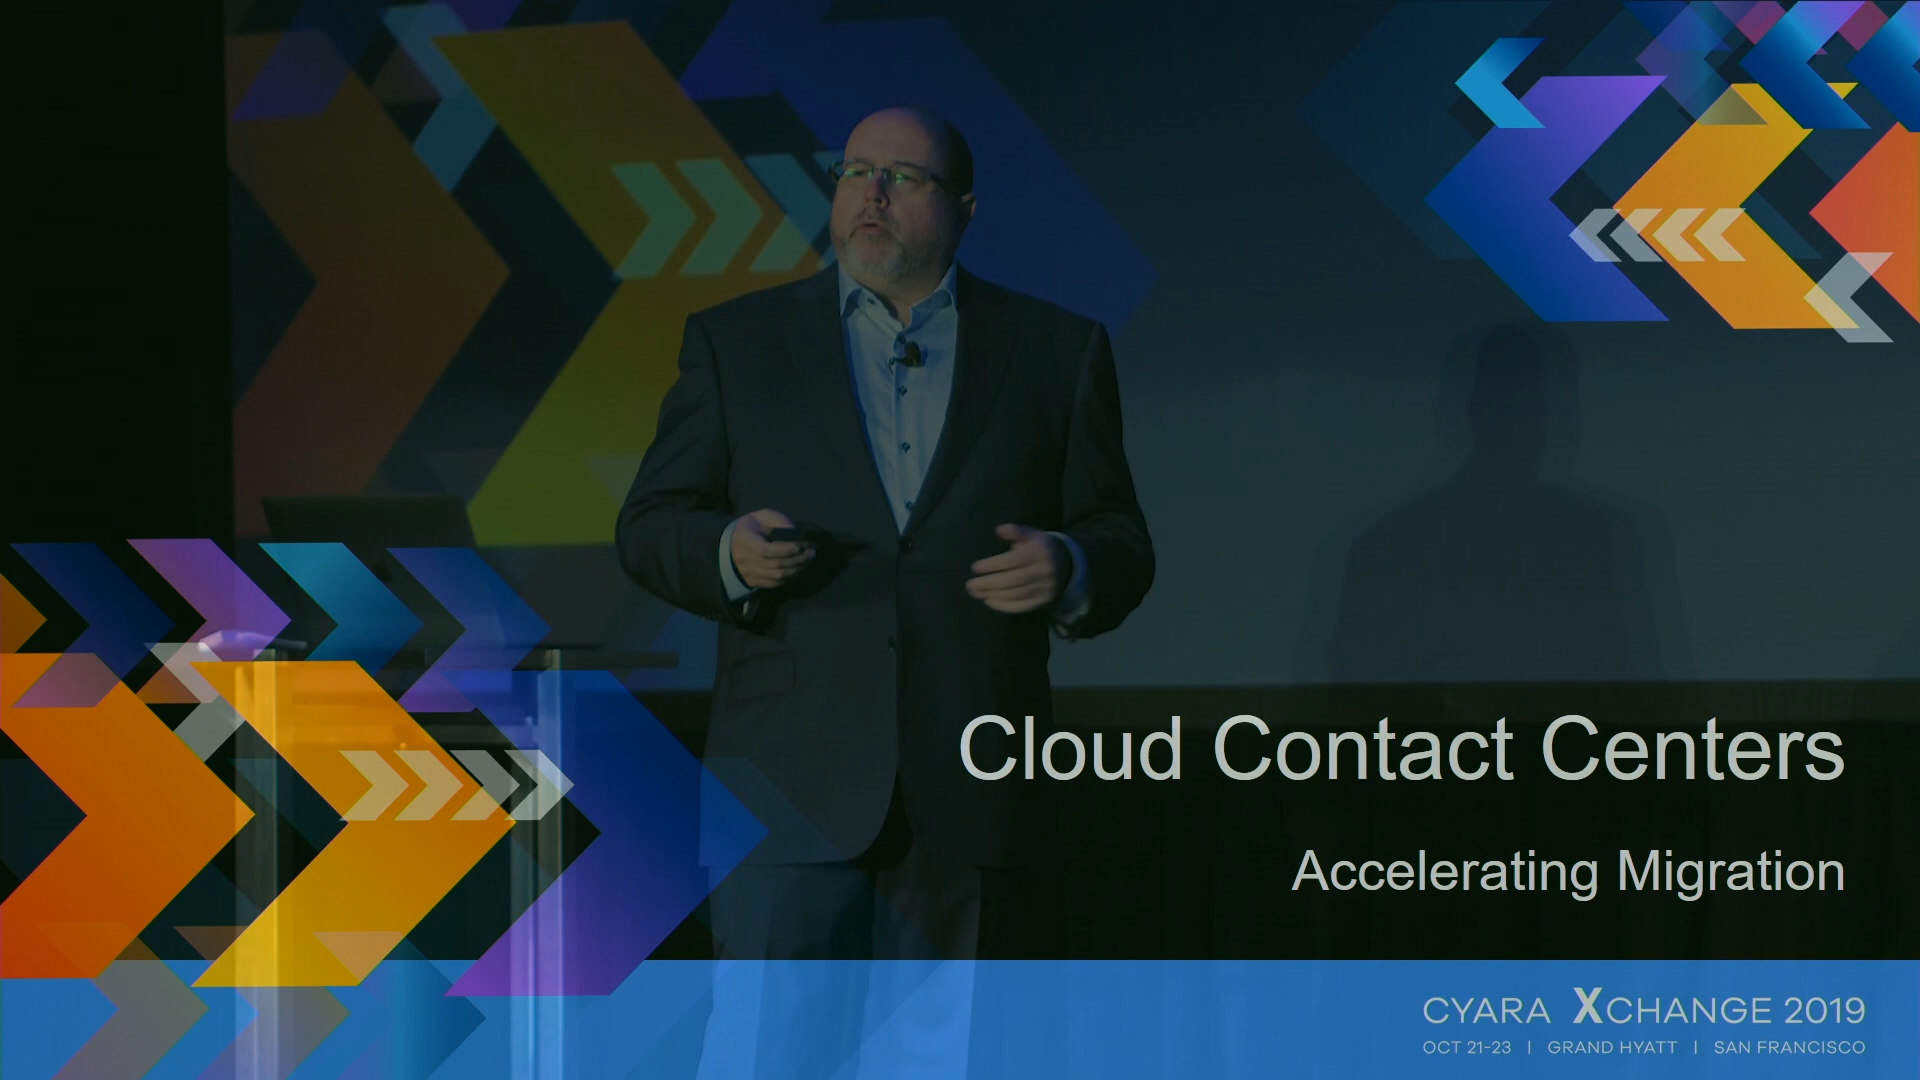 Cloud Contact Centers
Accelerating Migration
CYARA XCHANGE 2019
OCT 21-23 | GRAND HYATT | SAN FRANCISCO